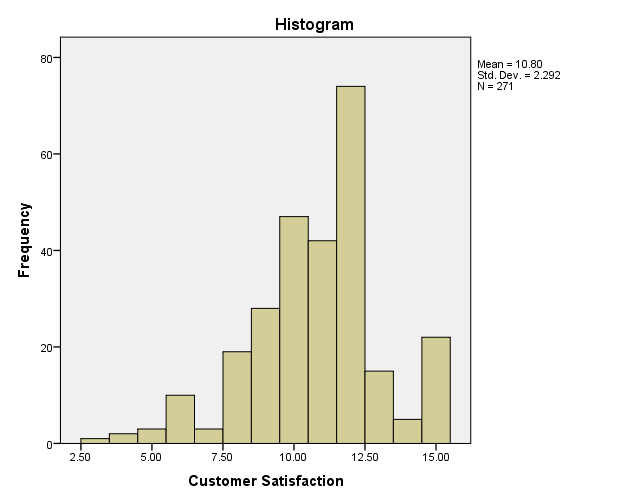 Histogram
Mean = 10.80
Std. Dev. = 2.292
N = 271
80
60
40
20
0
Frequency
2.50 5.00 7.50 10.00 12.50 15.00
Customer Satisfaction